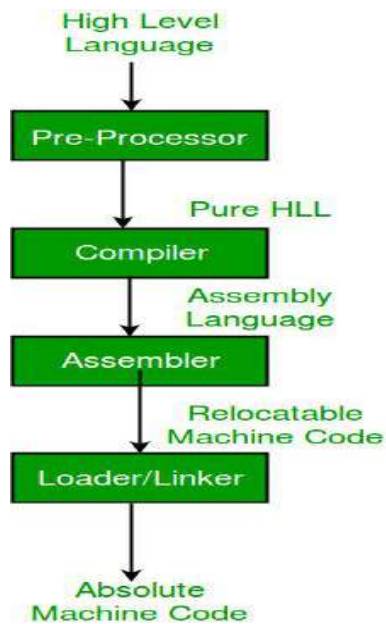 High Level
Language
Pre-Processor
Pure HLL
Compiler
Assembly
Language
Assembler
Relocatable
Machine Code
Loader/Linker
Absolute
Machine Code